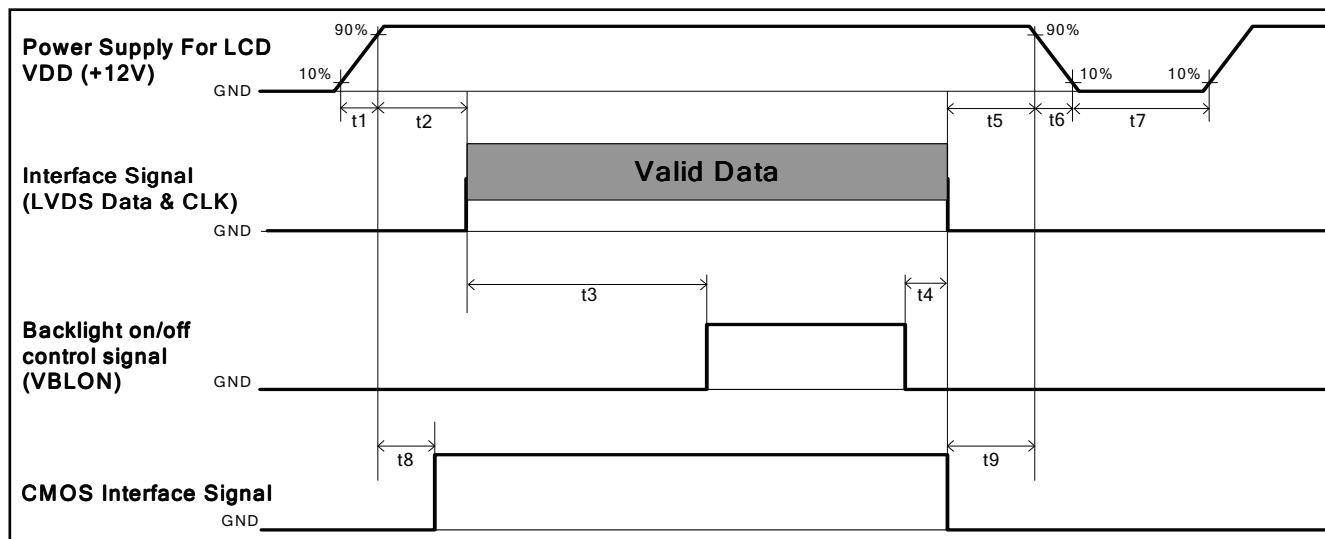 Power Supply For LCD
VDD (+12V)
90%
10%
GND
90%
10%
10%
t1
t2
t5
t6
t7
Interface Signal
(LVDS Data & CLK)
GND
Valid Data
t3
t4
Backlight on/off
control signal
(VBLON)
GND
t8
t9
CMOS Interface Signal
GND